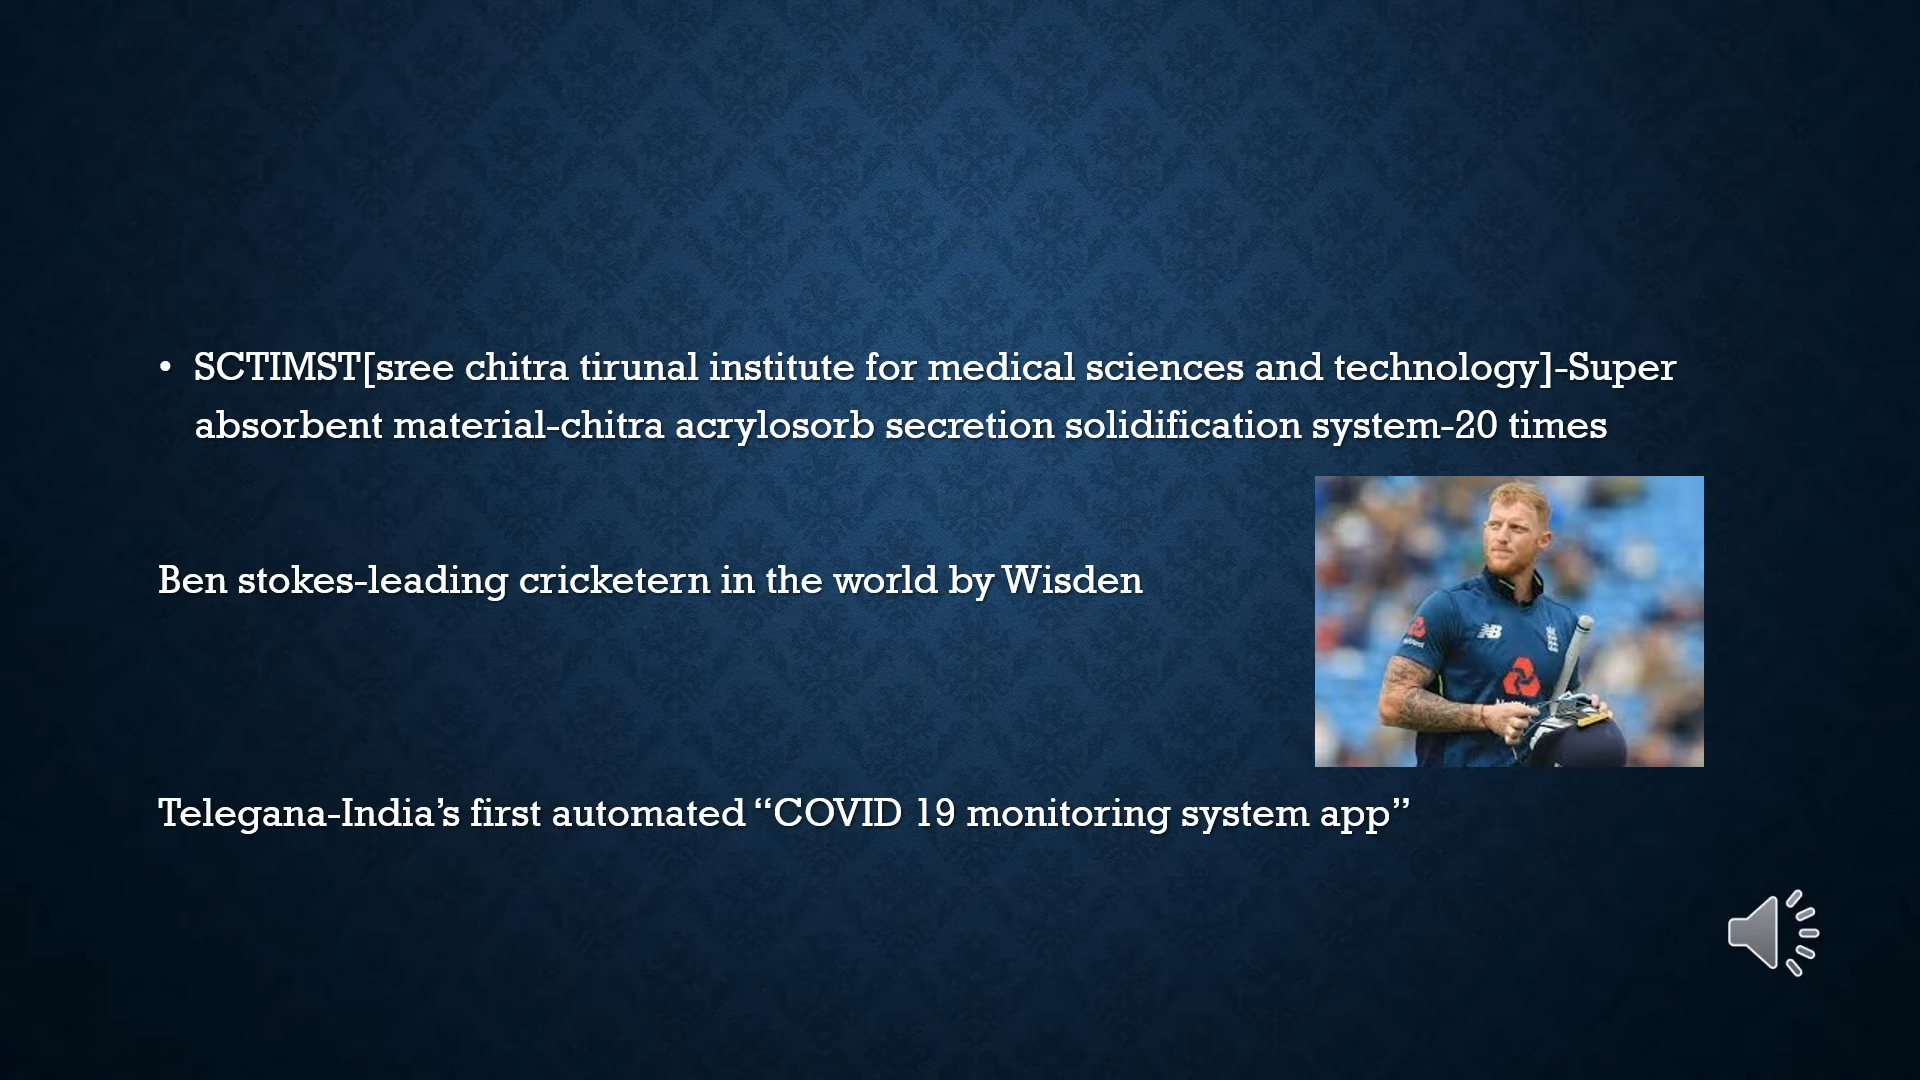 • SCTIMST[sree chitra tirunal institute for medical sciences and technology]-Super
absorbent material-chitra acrylosorb secretion solidification system-20 times
Ben stokes-leading cricketern in the world by Wisden
NB
Telegana-India’s first automated “COVID 19 monitoring system app”